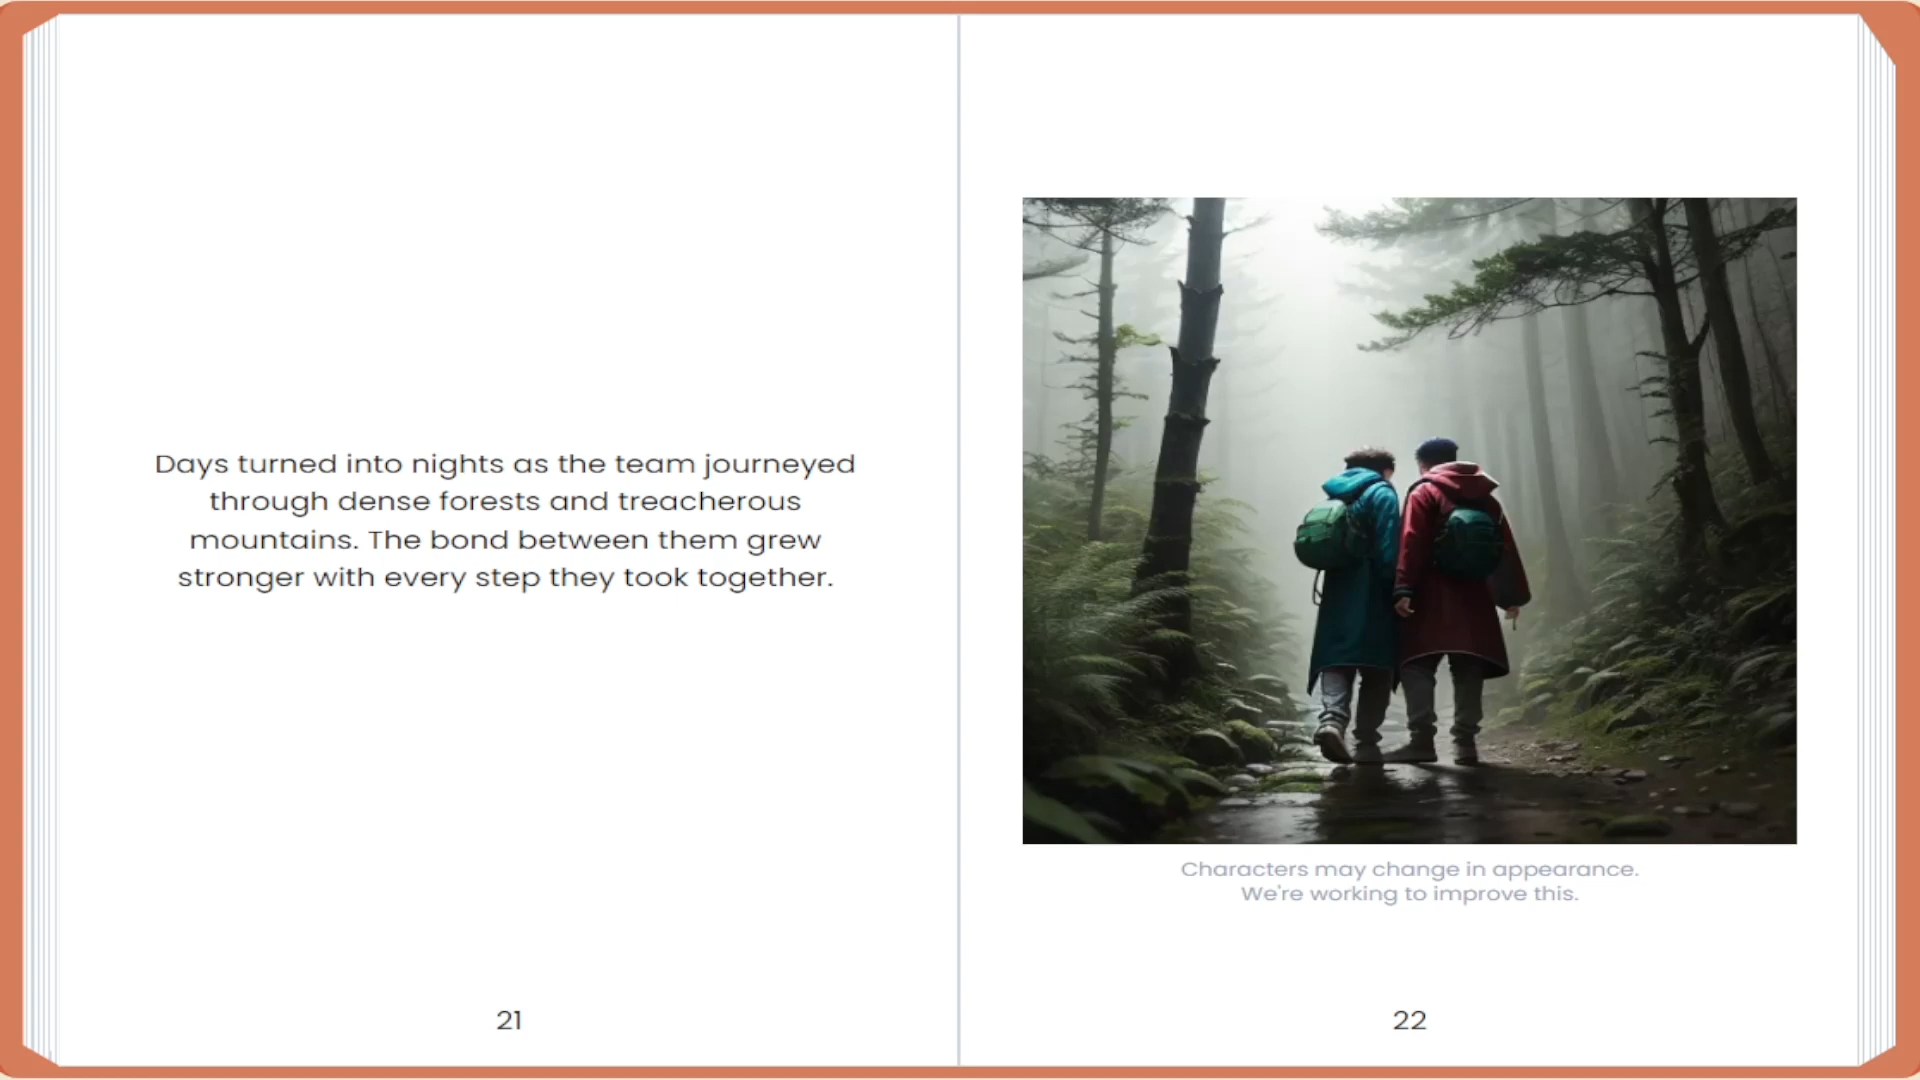 Days turned into nights as the team journeyed
through dense forests and treacherous
mountains. The bond between them grew
stronger with every step they took together.
21
Characters may change in appearance.
We're working to improve this.
22